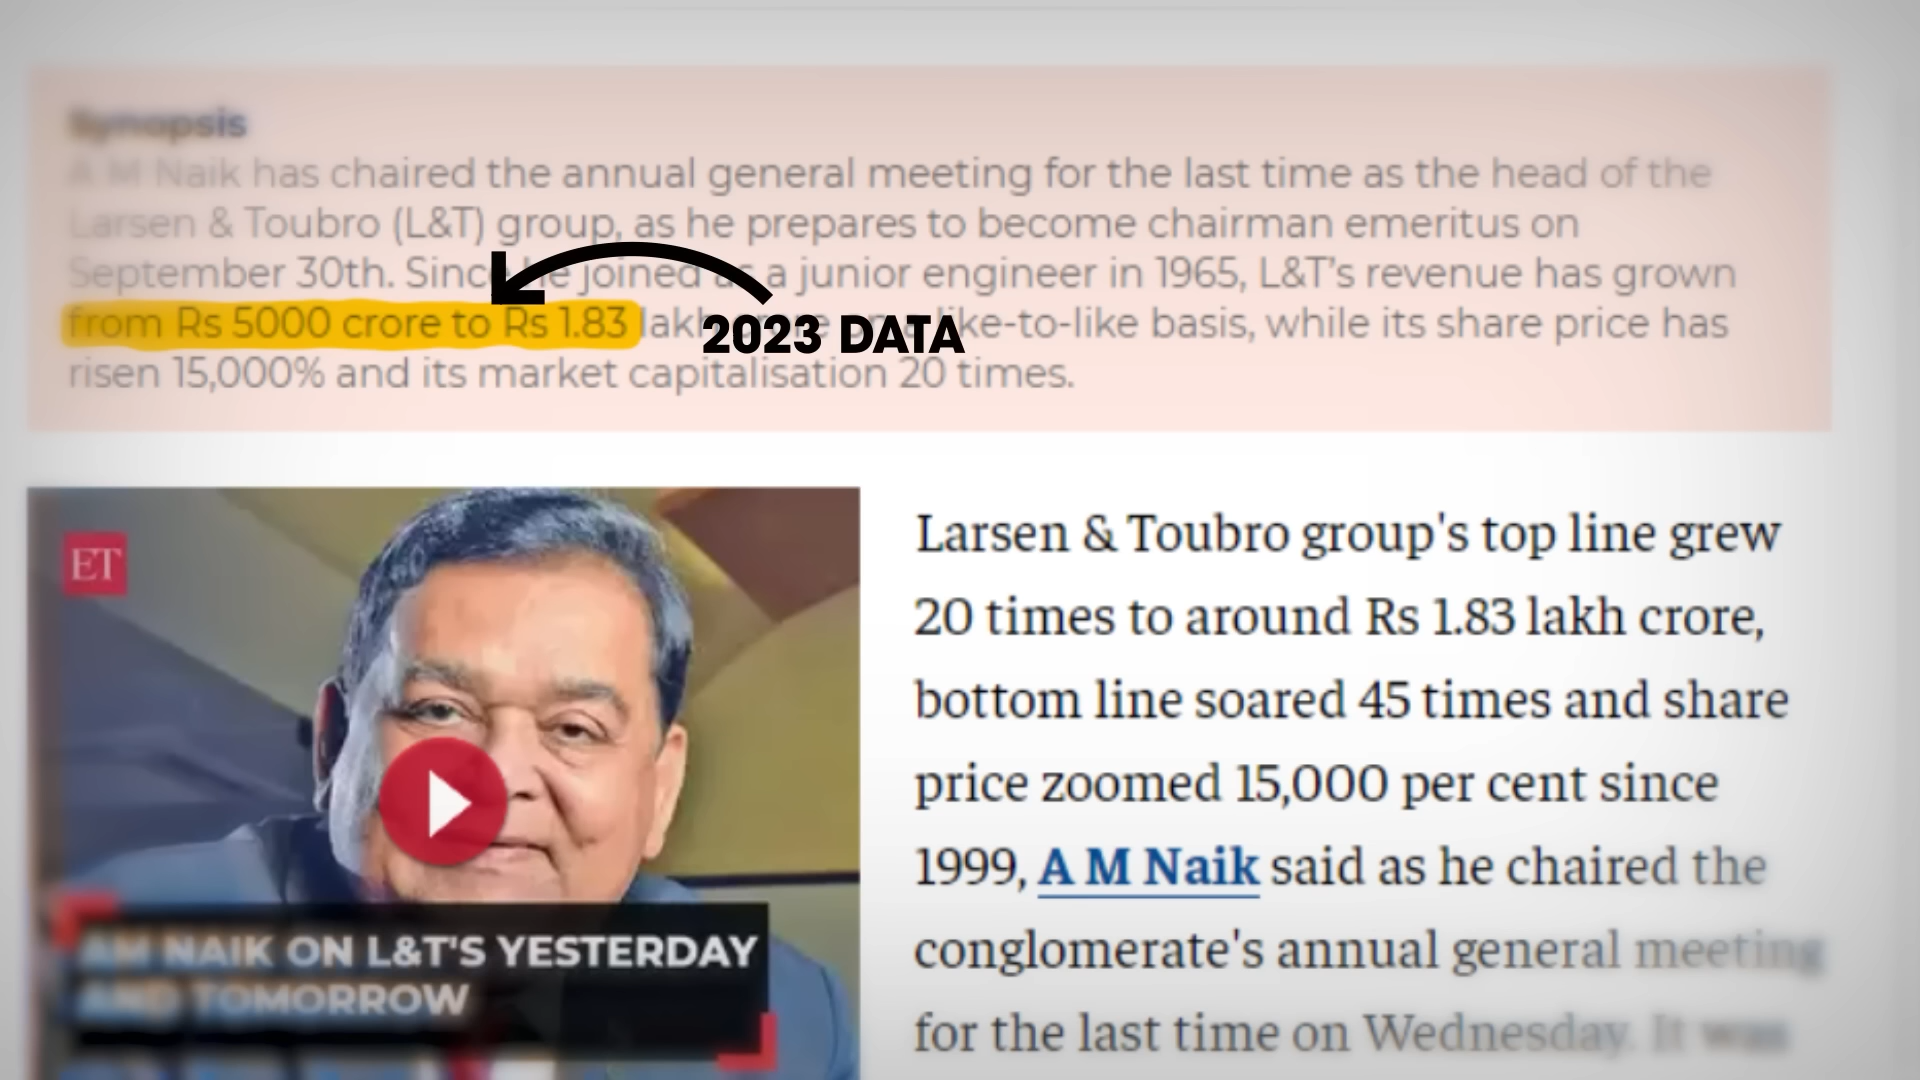 Synopsis
A M Naik has chaired the annual general meeting for the last time as the head of the
Larsen & Toubro (L&T) group, as he prepares to become chairman emeritus on
September 30th. Since he joined as a junior engineer in 1965, L&T's revenue has grown
from Rs 5000 crore to Rs 1.83 lakh like-to-like basis, while its share price has
2023 DATA
risen 15,000% and its market capitalisation 20 times.
ET
AM NAIK ON L&T'S YESTERDAY
AND TOMORROW
Larsen & Toubro group's top line grew
20 times to around Rs 1.83 lakh crore,
bottom line soared 45 times and share
price zoomed 15,000 per cent since
1999, A M Naik said as he chaired the
conglomerate's annual general meeting
for the last time on Wednesday. It was